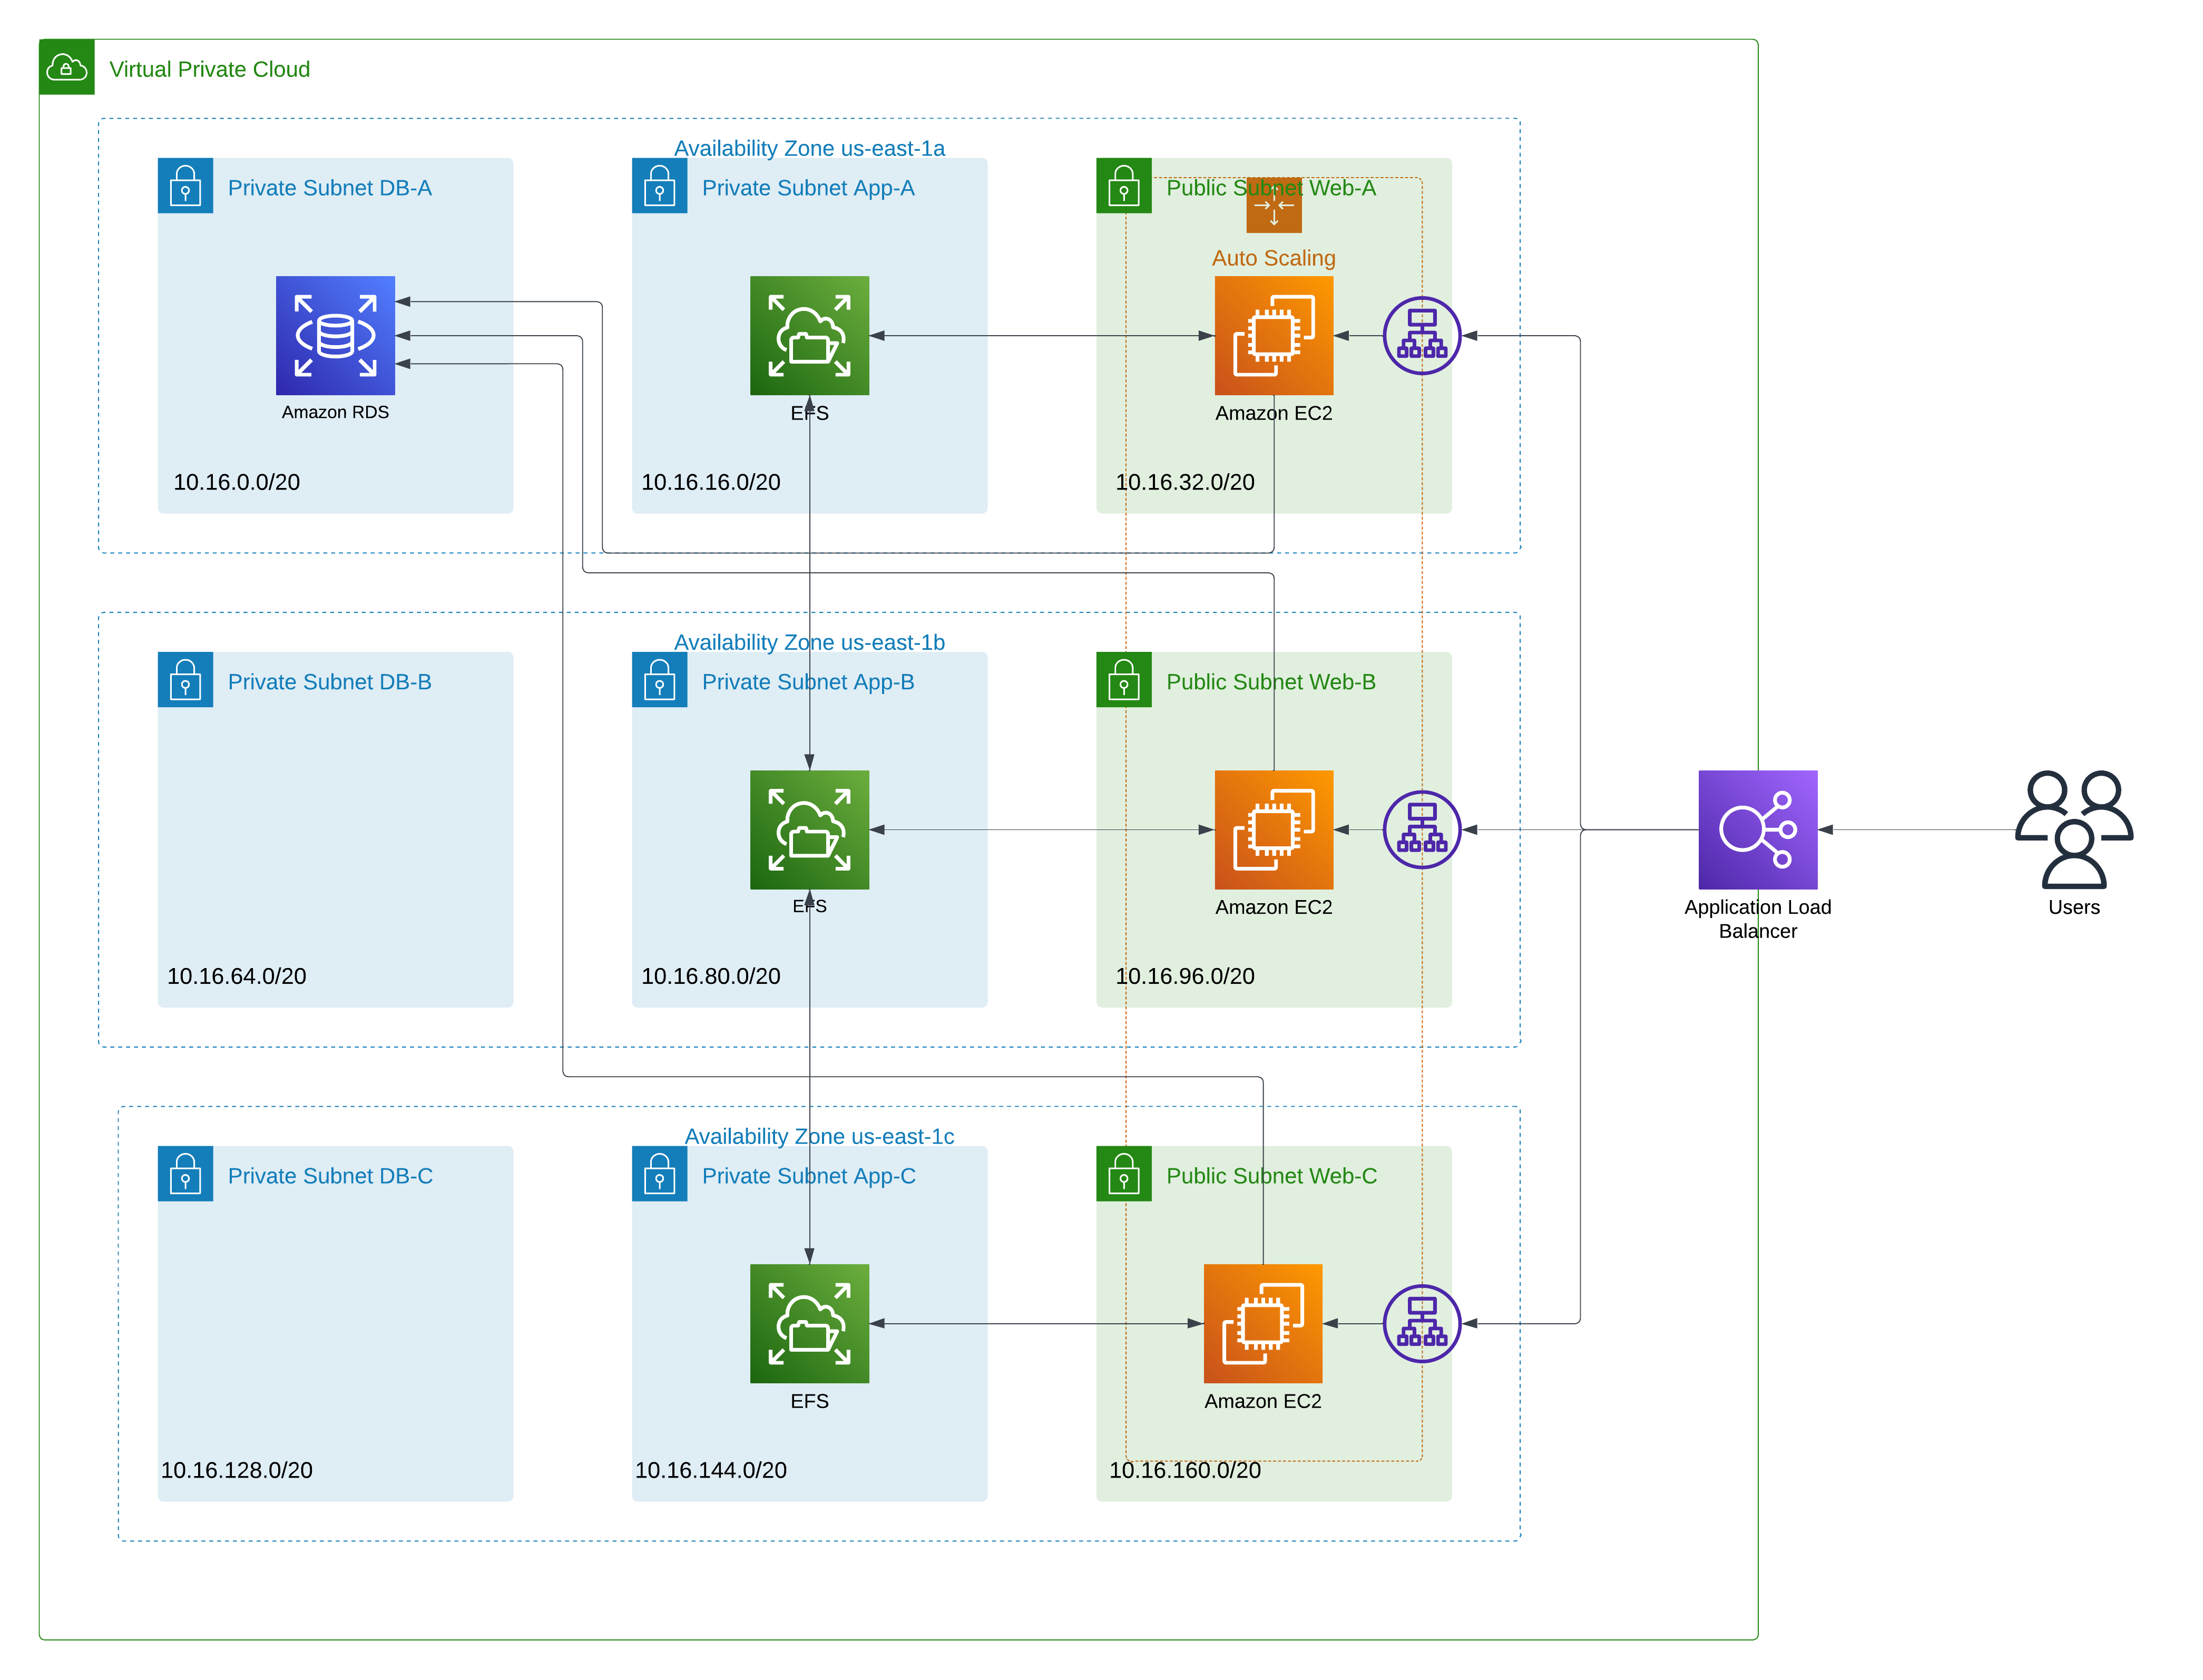 Virtual Private Cloud
Availability Zone us-east-1a
Private Subnet DB-A
Private Subnet App-A
Public Subnet Web-A
Auto Scaling
Amazon RDS
EFS
Amazon EC2
10.16.0.0/20
10.16.16.0/20
10.16.32.0/20
Availability Zone us-east-1b
Private Subnet DB-B
Private Subnet App-B
Public Subnet Web-B
EFS
Amazon EC2
Application Load
Balancer
Users
10.16.64.0/20
10.16.80.0/20
10.16.96.0/20
Availability Zone us-east-1c
Private Subnet DB-C
Private Subnet App-C
Public Subnet Web-C
EFS
Amazon EC2
10.16.128.0/20
10.16.144.0/20
10.16.160.0/20